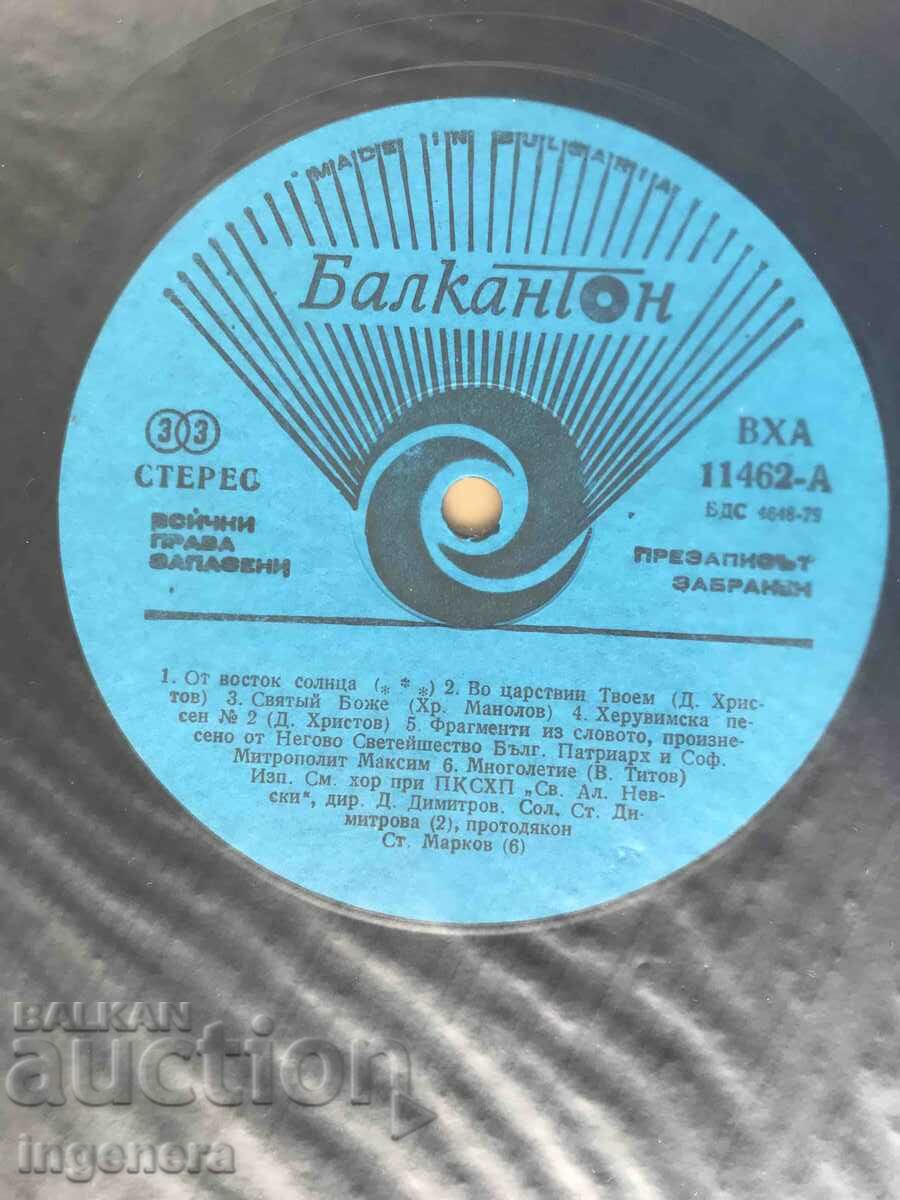 MADE IN BULGARIA
Балкантон
33
СТЕРЕО
ВСИЧКИ
ПРАВА
ЗАПАЗЕНИ
ВХА
11462-А
БДС 4648-79
ПРЕЗАПИСЪТ
ЗАБРАНЕН
1. От восток солнца (***) 2. Во царствии Твоем (Д. Хрис-
тов) 3. Святый Боже (Хр. Манолов) 4. Херувимска пе-
сен № 2 (Д. Христов) 5. Фрагменти из словото, произне-
сено от Негово Светейшество Бълг. Патриарх и Соф.
Митрополит Максим 6. Многолетие (В. Титов)
Изп. См. хор при ПКСХП „Св. Ал. Нев-
ски“, дир. Д. Димитров. Сол. Ст. Ди-
митрова (2), протодякон
Ст. Марков (6)
BALKAN
auction
ingenera